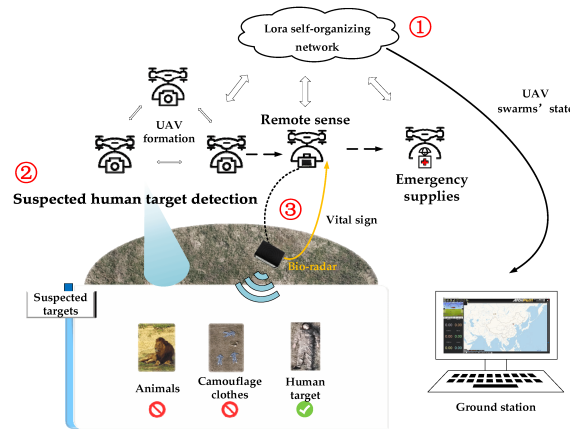 Lora self-organizing
network
①
UAV
swarms' state
UAV
formation
Remote sense
②
Suspected human target detection
Emergency
supplies
③
Vital sign
Bio-radar
Suspected
targets
Animals
Camouflage
clothes
Human
target
Ground station